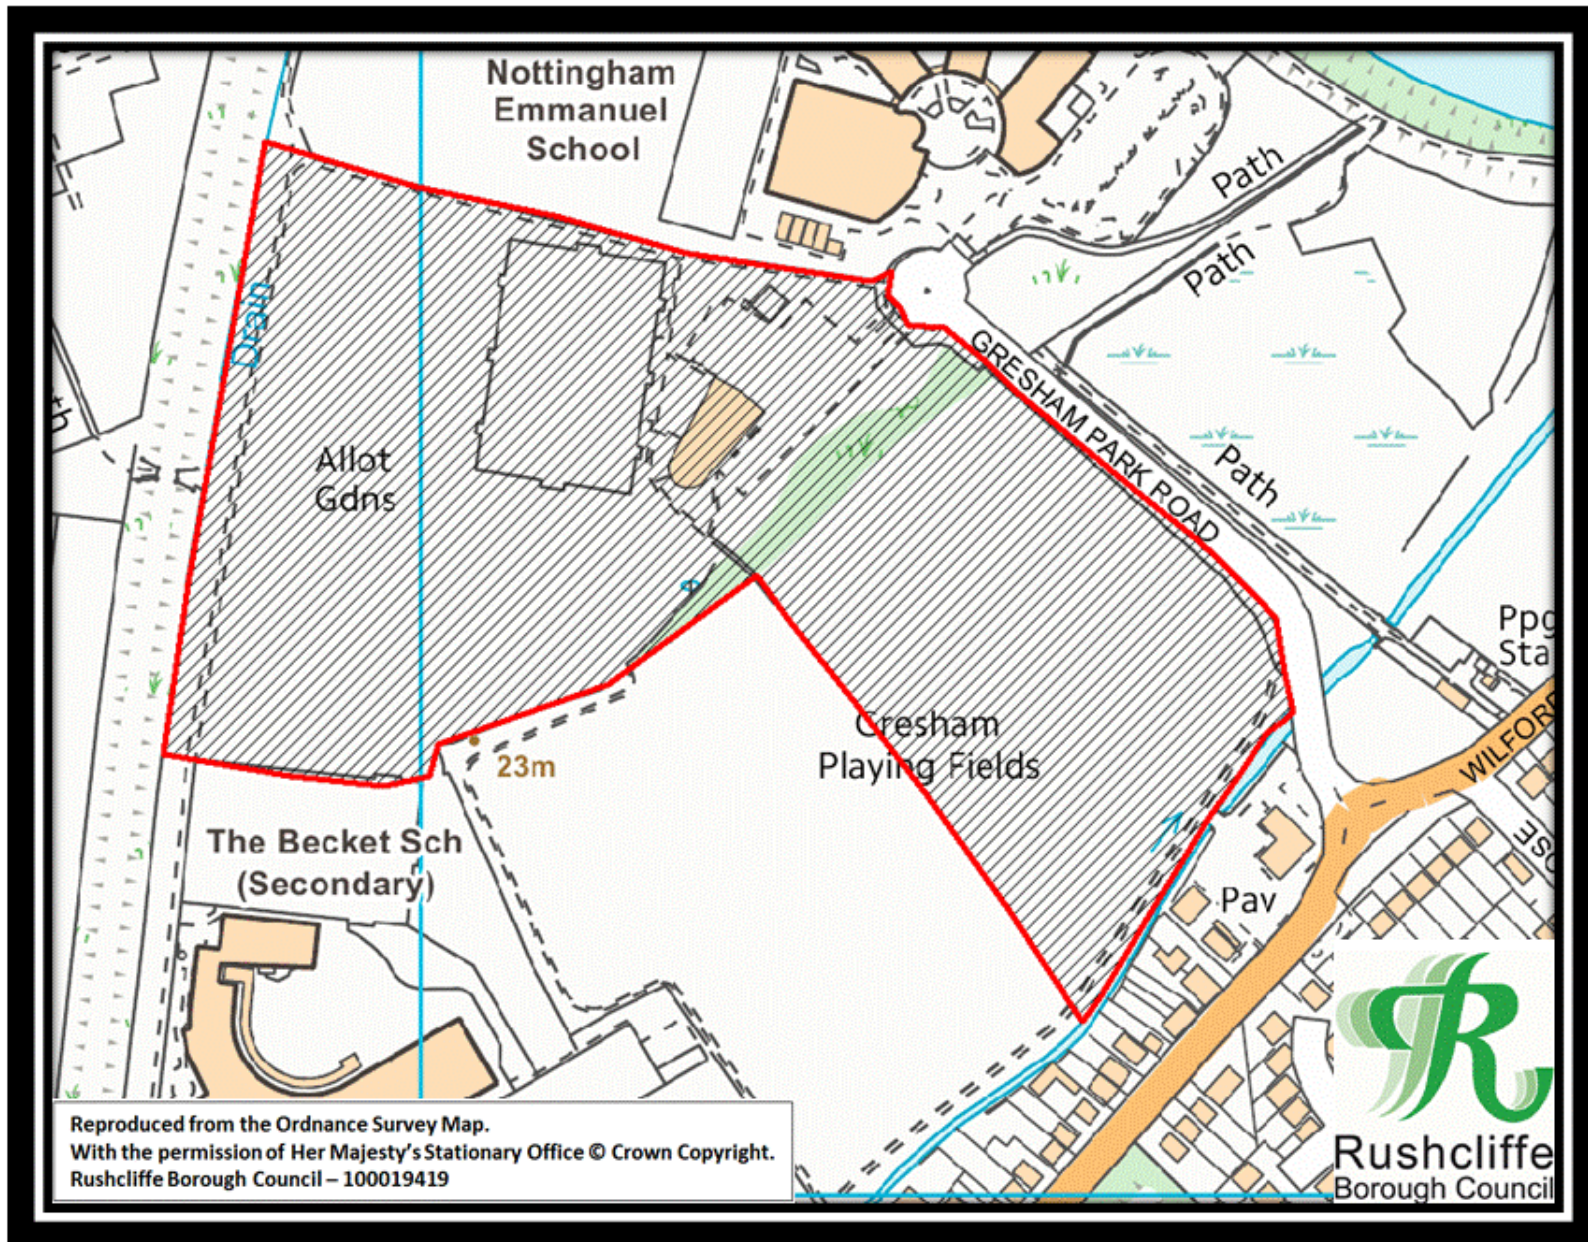 Nottingham
Emmanuel
School
Path
Path
Drain
GRESHAM PARK ROAD
Path
Allot
Gdns
Ppg
Sta
Gresham
Playing Fields
WILFORD
23m
The Becket Sch
(Secondary)
Pav
Reproduced from the Ordnance Survey Map.
With the permission of Her Majesty's Stationary Office © Crown Copyright.
Rushcliffe Borough Council – 100019419
R
Rushcliffe
Borough Council